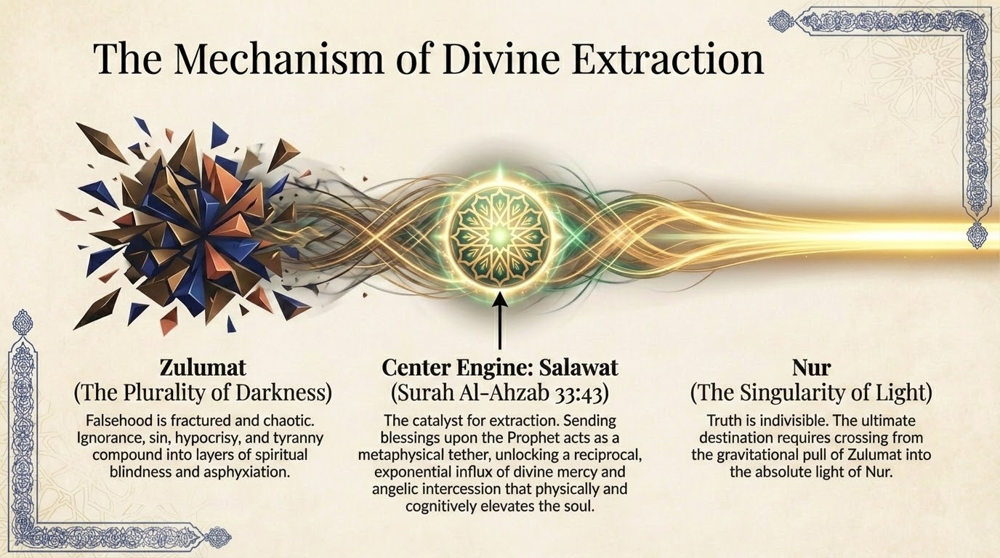 The Mechanism of Divine Extraction
Zulumat
(The Plurality of Darkness)
Falsehood is fractured and chaotic.
Ignorance, sin, hypocrisy, and tyranny
compound into layers of spiritual
blindness and asphyxiation.
Center Engine: Salawat
(Surah Al-Ahzab 33:43)
The catalyst for extraction. Sending
blessings upon the Prophet acts as a
metaphysical tether, unlocking a reciprocal,
exponential influx of divine mercy and
angelic intercession that physically and
cognitively elevates the soul.
Nur
(The Singularity of Light)
Truth is indivisible. The ultimate
destination requires crossing from
the gravitational pull of Zulumat into
the absolute light of Nur.